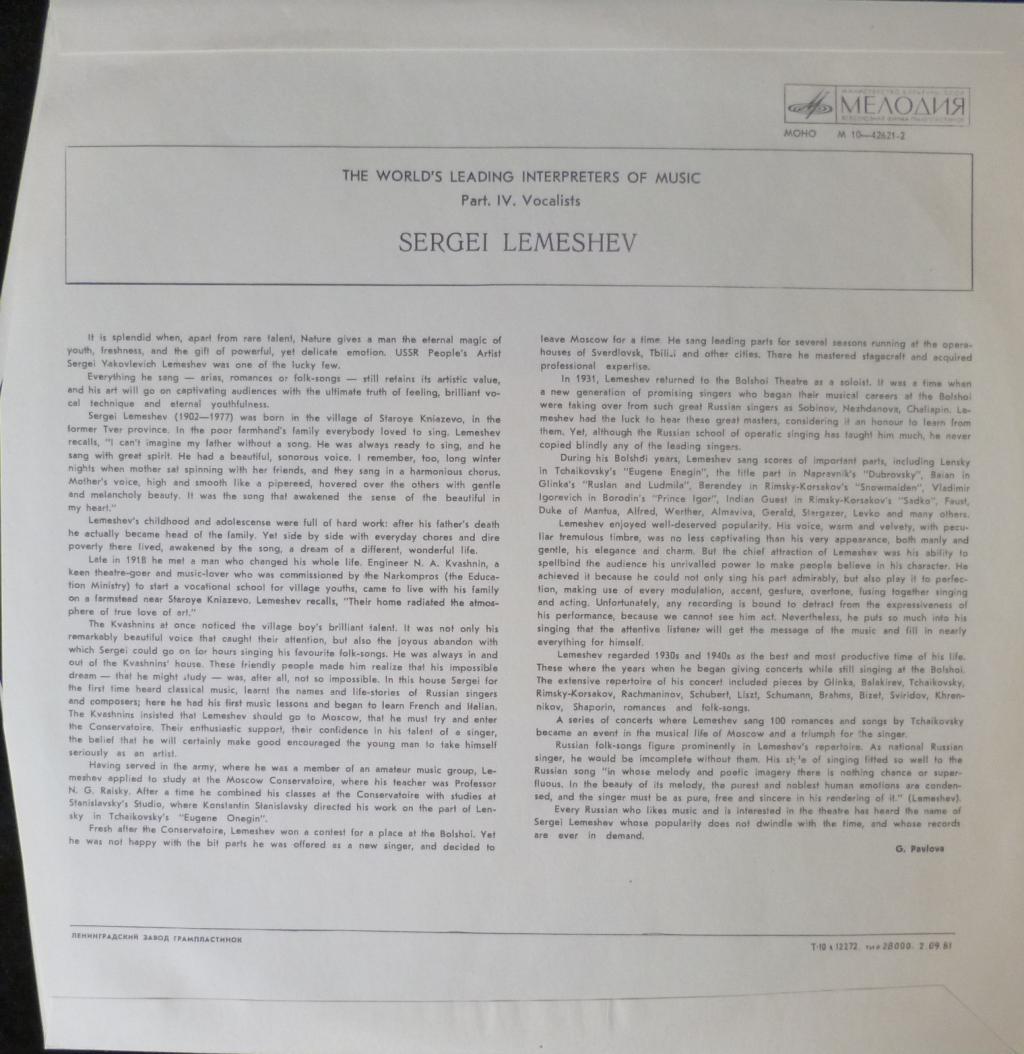 МИНИСТЕРСТВО КУЛЬТУРЫ СССР
МЕЛОДИЯ
ВСЕСОЮЗНАЯ ФИРМА ГРАМПЛАСТИНОК
МОНО М 10—42621-2
THE WORLD'S LEADING INTERPRETERS OF MUSIC
Part. IV. Vocalists
SERGEI LEMESHEV
It is splendid when, apart from rare talent, Nature gives a man the eternal magic of
youth, freshness, and the gift of powerful, yet delicate emotion. USSR People's Artist
Sergei Yakovlevich Lemeshev was one of the lucky few.
Everything he sang — arias, romances or folk-songs — still retains its artistic value,
and his art will go on captivating audiences with the ultimate truth of feeling, brilliant vo-
cal technique and eternal youthfulness.
Sergei Lemeshev (1902—1977) was born in the village of Staroye Kniazevo, in the
former Tver province. In the poor farmhand's family everybody loved to sing. Lemeshev
recalls, "I can't imagine my father without a song. He was always ready to sing, and he
sang with great spirit. He had a beautiful, sonorous voice. I remember, too, long winter
nights when mother sat spinning with her friends, and they sang in a harmonious chorus.
Mother's voice, high and smooth like a pipereed, hovered over the others with gentle
and melancholy beauty. It was the song that awakened the sense of the beautiful in
my heart."
Lemeshev's childhood and adolescence were full of hard work: after his father's death
he actually became head of the family. Yet side by side with everyday chores and dire
poverty there lived, awakened by the song, a dream of a different, wonderful life.
Late in 1918 he met a man who changed his whole life. Engineer N. A. Kvashnin, a
keen theatre-goer and music-lover who was commissioned by the Narkompros (the Educa-
tion Ministry) to start a vocational school for village youths, came to live with his family
on a farmstead near Staroye Kniazevo. Lemeshev recalls, "Their home radiated the atmos-
phere of true love of art."
The Kvashnins at once noticed the village boy's brilliant talent. It was not only his
remarkably beautiful voice that caught their attention, but also the joyous abandon with
which Sergei could go on for hours singing his favourite folk-songs. He was always in and
out of the Kvashnins' house. These friendly people made him realize that his impossible
dream — that he might study — was, after all, not so impossible. In this house Sergei for
the first time heard classical music, learnt the names and life-stories of Russian singers
and composers; here he had his first music lessons and began to learn French and Italian.
The Kvashnins insisted that Lemeshev should go to Moscow, that he must try and enter
the Conservatoire. Their enthusiastic support, their confidence in his talent of a singer,
the belief that he will certainly make good encouraged the young man to take himself
seriously as an artist.
Having served in the army, where he was a member of an amateur music group, Le-
meshev applied to study at the Moscow Conservatoire, where his teacher was Professor
N. G. Raisky. After a time he combined his classes at the Conservatoire with studies at
Stanislavsky's Studio, where Konstantin Stanislavsky directed his work on the part of Len-
sky in Tchaikovsky's "Eugene Onegin".
Fresh after the Conservatoire, Lemeshev won a contest for a place at the Bolshoi. Yet
he was not happy with the bit parts he was offered as a new singer, and decided to
leave Moscow for a time. He sang leading parts for several seasons running at the opera-
houses of Sverdlovsk, Tbilisi and other cities. There he mastered stagecraft and acquired
professional expertise.
In 1931, Lemeshev returned to the Bolshoi Theatre as a soloist. It was a time when
a new generation of promising singers who began their musical careers at the Bolshoi
were taking over from such great Russian singers as Sobinov, Nezhdanova, Chaliapin. Le-
meshev had the luck to hear these great masters, considering it an honour to learn from
them. Yet, although the Russian school of operatic singing has taught him much, he never
copied blindly any of the leading singers.
During his Bolshoi years, Lemeshev sang scores of important parts, including Lensky
in Tchaikovsky's "Eugene Enegin", the title part in Napravnik's "Dubrovsky", Baian in
Glinka's "Ruslan and Ludmila", Berendey in Rimsky-Korsakov's "Snowmaiden", Vladimir
Igorevich in Borodin's "Prince Igor", Indian Guest in Rimsky-Korsakov's "Sadko", Faust,
Duke of Mantua, Alfred, Werther, Almaviva, Gerald, Stargazer, Levko and many others.
Lemeshev enjoyed well-deserved popularity. His voice, warm and velvety, with pecu-
liar tremulous timbre, was no less captivating than his very appearance, both manly and
gentle, his elegance and charm. But the chief attraction of Lemeshev was his ability to
spellbind the audience his unrivalled power to make people believe in his character. He
achieved it because he could not only sing his part admirably, but also play it to perfec-
tion, making use of every modulation, accent, gesture, overtone, fusing together singing
and acting. Unfortunately, any recording is bound to detract from the expressiveness of
his performance, because we cannot see him act. Nevertheless, he puts so much into his
singing that the attentive listener will get the message of the music and fill in nearly
everything for himself.
Lemeshev regarded 1930s and 1940s as the best and most productive time of his life.
These where the years when he began giving concerts while still singing at the Bolshoi.
The extensive repertoire of his concert included pieces by Glinka, Balakirev, Tchaikovsky,
Rimsky-Korsakov, Rachmaninov, Schubert, Liszt, Schumann, Brahms, Bizet, Sviridov, Khren-
nikov, Shaporin, romances and folk-songs.
A series of concerts where Lemeshev sang 100 romances and songs by Tchaikovsky
became an event in the musical life of Moscow and a triumph for the singer.
Russian folk-songs figure prominently in Lemeshev's repertoire. As national Russian
singer, he would be imcomplete without them. His style of singing fitted so well to the
Russian song "in whose melody and poetic imagery there is nothing chance or super-
fluous. In the beauty of its melody, the purest and noblest human emotions are conden-
sed, and the singer must be as pure, free and sincere in his rendering of it." (Lemeshev).
Every Russian who likes music and is interested in the theatre has heard the name of
Sergei Lemeshev whose popularity does not dwindle with the time, and whose records
are ever in demand.
G. Pavlova
ЛЕНИНГРАДСКИЙ ЗАВОД ГРАМПЛАСТИНОК
Т-10 з 12272. тир 28000. 2.09.81